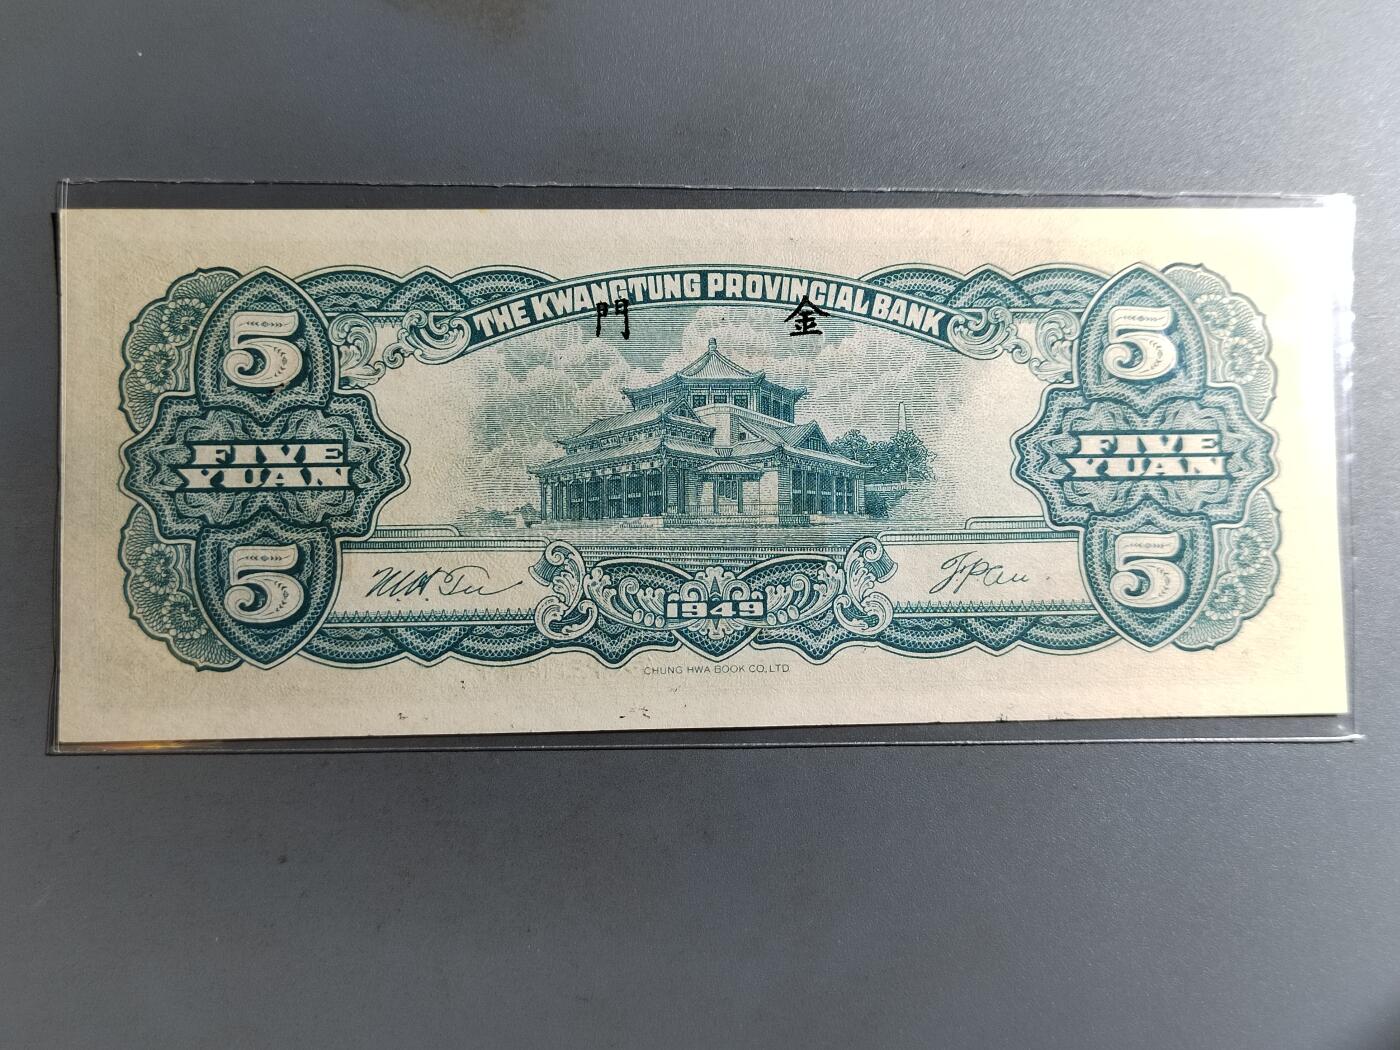 THE KWANGTUNG PROVINCIAL BANK
門 金
5 5
FIVE FIVE
YUAN YUAN
5 5
1949
CHUNG HWA BOOK CO., LTD